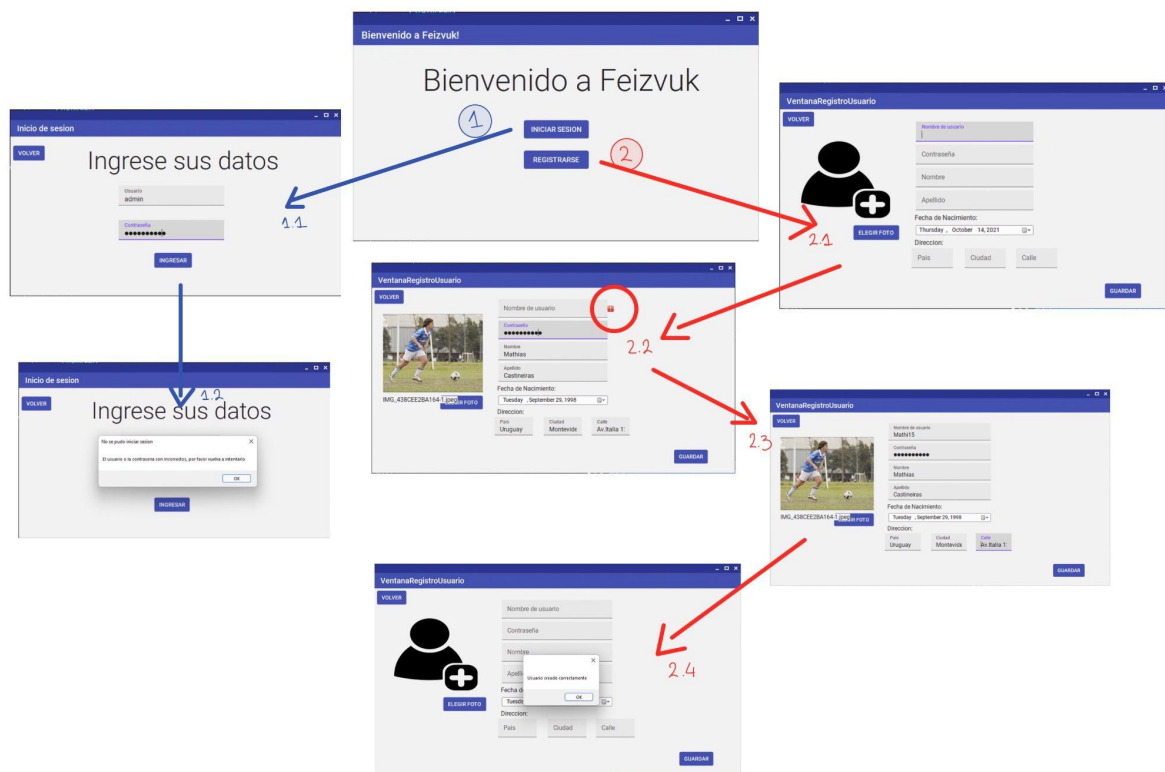 Bienvenido a Feizvuk!
Bienvenido a Feizvuk
1
INICIAR SESION
REGISTRARSE
2
Inicio de sesion
VOLVER
Ingrese sus datos
Usuario
admin
Contraseña
●●●●●●●●●●
INGRESAR
1.1
1.2
Inicio de sesion
VOLVER
Ingrese sus datos
No se pudo iniciar sesion
El usuario o la contrasena son incorrectos, por favor vuelva a intentarlo
OK
INGRESAR
VentanaRegistroUsuario
VOLVER
Nombre de usuario
Contraseña
Nombre
Apellido
Fecha de Nacimiento:
Thursday , October 14, 2021
ELEGIR FOTO
Direccion:
Pais Ciudad Calle
GUARDAR
2.1
VentanaRegistroUsuario
VOLVER
Nombre de usuario
Contraseña
●●●●●●●●●●
Nombre
Mathias
Apellido
Castineiras
Fecha de Nacimiento:
IMG_438CEE2BA164-1.jpeg
Tuesday , September 29, 1998
Direccion:
Pais Ciudad Calle
Uruguay Montevide Av.Italia 1
GUARDAR
2.2
2.3
VentanaRegistroUsuario
VOLVER
Nombre de usuario
Mathi15
Contraseña
●●●●●●●●●●
Nombre
Mathias
Apellido
Castineiras
Fecha de Nacimiento:
IMG_438CEE2BA164-1.jpeg
Tuesday , September 29, 1998
Direccion:
Pais Ciudad Calle
Uruguay Montevide Av.Italia 1
GUARDAR
2.4
VentanaRegistroUsuario
VOLVER
Nombre de usuario
Contraseña
Nombre
Apelli
Usuario creado correctamente
OK
Fecha d
Tuesd
ELEGIR FOTO
Direccion:
Pais Ciudad Calle
GUARDAR